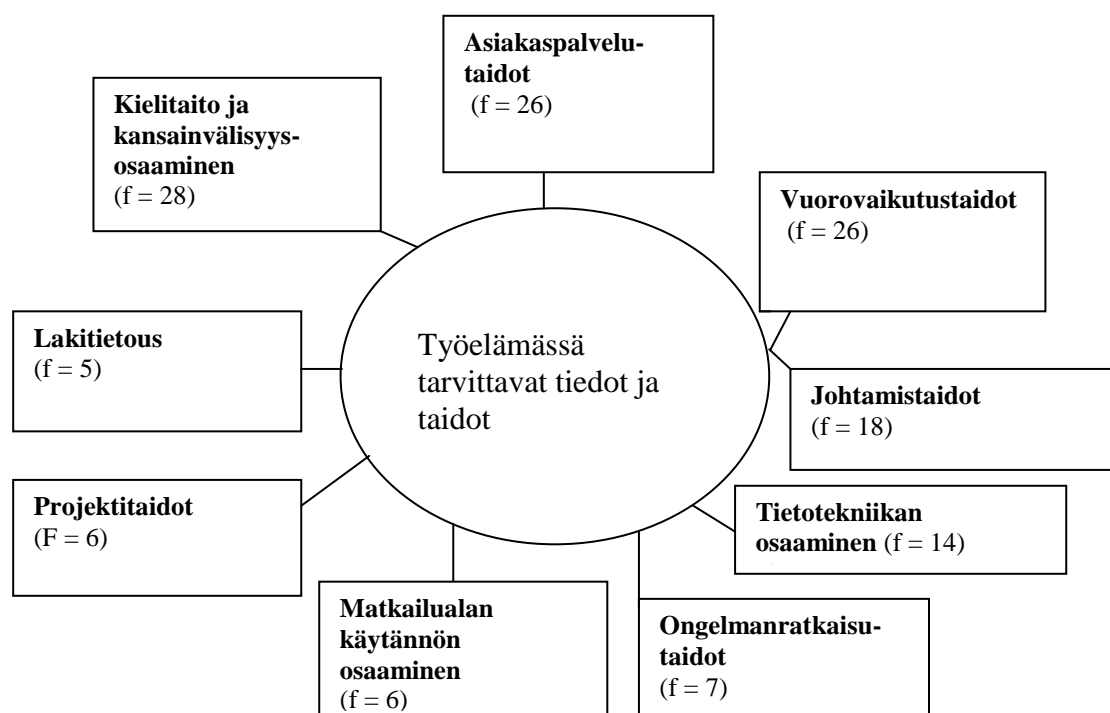 Asiakaspalvelu-
taidot
(f = 26)
Kielitaito ja
kansainvälisyys-
osaaminen
(f = 28)
Vuorovaikutustaidot
(f = 26)
Lakitietous
(f = 5)
Työelämässä
tarvittavat tiedot ja
taidot
Johtamistaidot
(f = 18)
Projektitaidot
(F = 6)
Tietotekniikan
osaaminen (f = 14)
Matkailualan
käytännön
osaaminen
(f = 6)
Ongelmanratkaisu-
taidot
(f = 7)